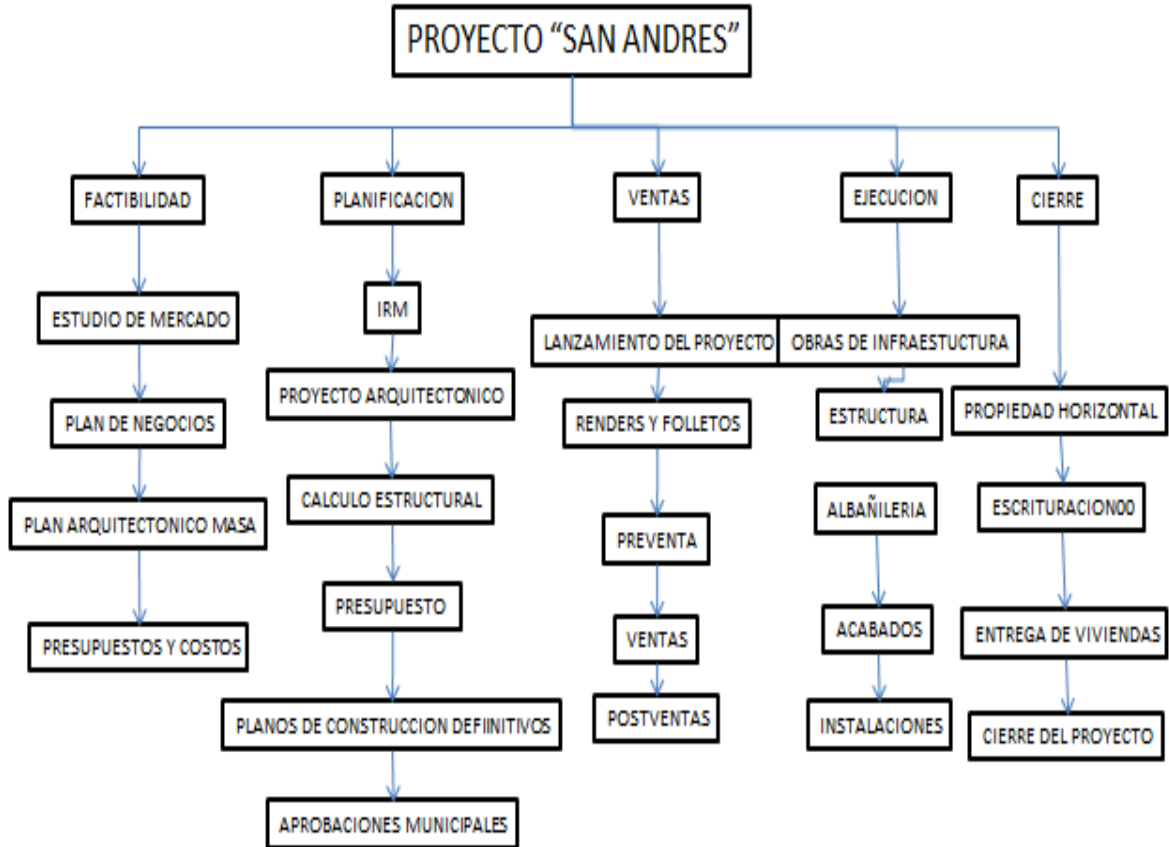 PROYECTO “SAN ANDRES”
FACTIBILIDAD
ESTUDIO DE MERCADO
PLAN DE NEGOCIOS
PLAN ARQUITECTONICO MASA
PRESUPUESTOS Y COSTOS
PLANIFICACION
IRM
PROYECTO ARQUITECTONICO
CALCULO ESTRUCTURAL
PRESUPUESTO
PLANOS DE CONSTRUCCION DEFIINITIVOS
APROBACIONES MUNICIPALES
VENTAS
LANZAMIENTO DEL PROYECTO
RENDERS Y FOLLETOS
PREVENTA
VENTAS
POSTVENTAS
EJECUCION
OBRAS DE INFRAESTUCTURA
ESTRUCTURA
ALBAÑILERIA
ACABADOS
INSTALACIONES
CIERRE
PROPIEDAD HORIZONTAL
ESCRITURACION00
ENTREGA DE VIVIENDAS
CIERRE DEL PROYECTO